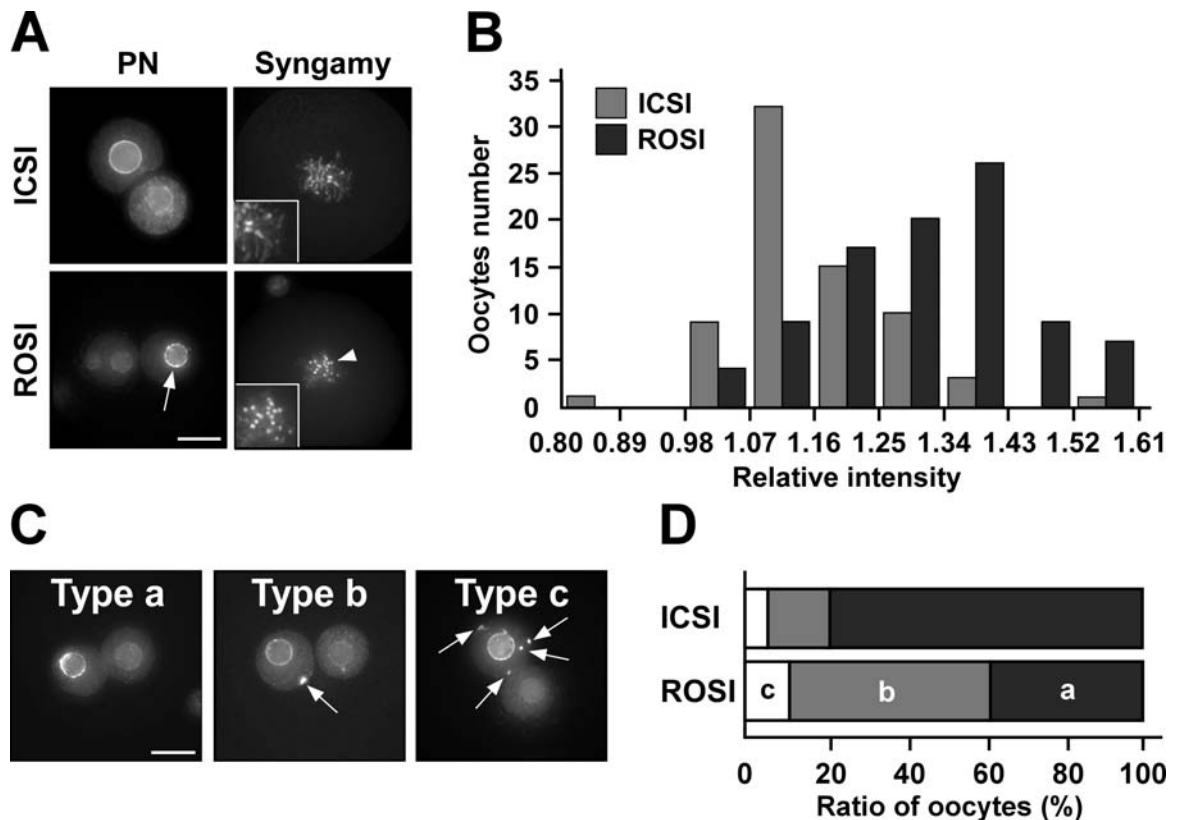 A
PN Syngamy
ICSI
ROSI
B
Oocytes number
35
30
25
20
15
10
5
0
ICSI
ROSI
0.80 0.89 0.98 1.07 1.16 1.25 1.34 1.43 1.52 1.61
Relative intensity
C
Type a Type b Type c
D
ICSI
ROSI c b a
0 20 40 60 80 100
Ratio of oocytes (%)